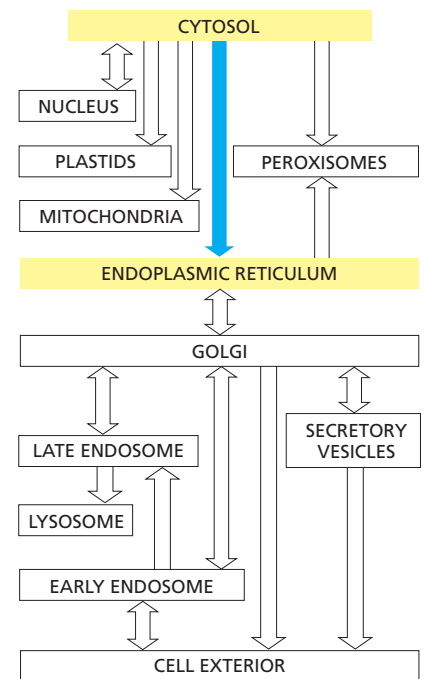 CYTOSOL
NUCLEUS
PLASTIDS
PEROXISOMES
MITOCHONDRIA
ENDOPLASMIC RETICULUM
GOLGI
LATE ENDOSOME
SECRETORY
VESICLES
LYSOSOME
EARLY ENDOSOME
CELL EXTERIOR